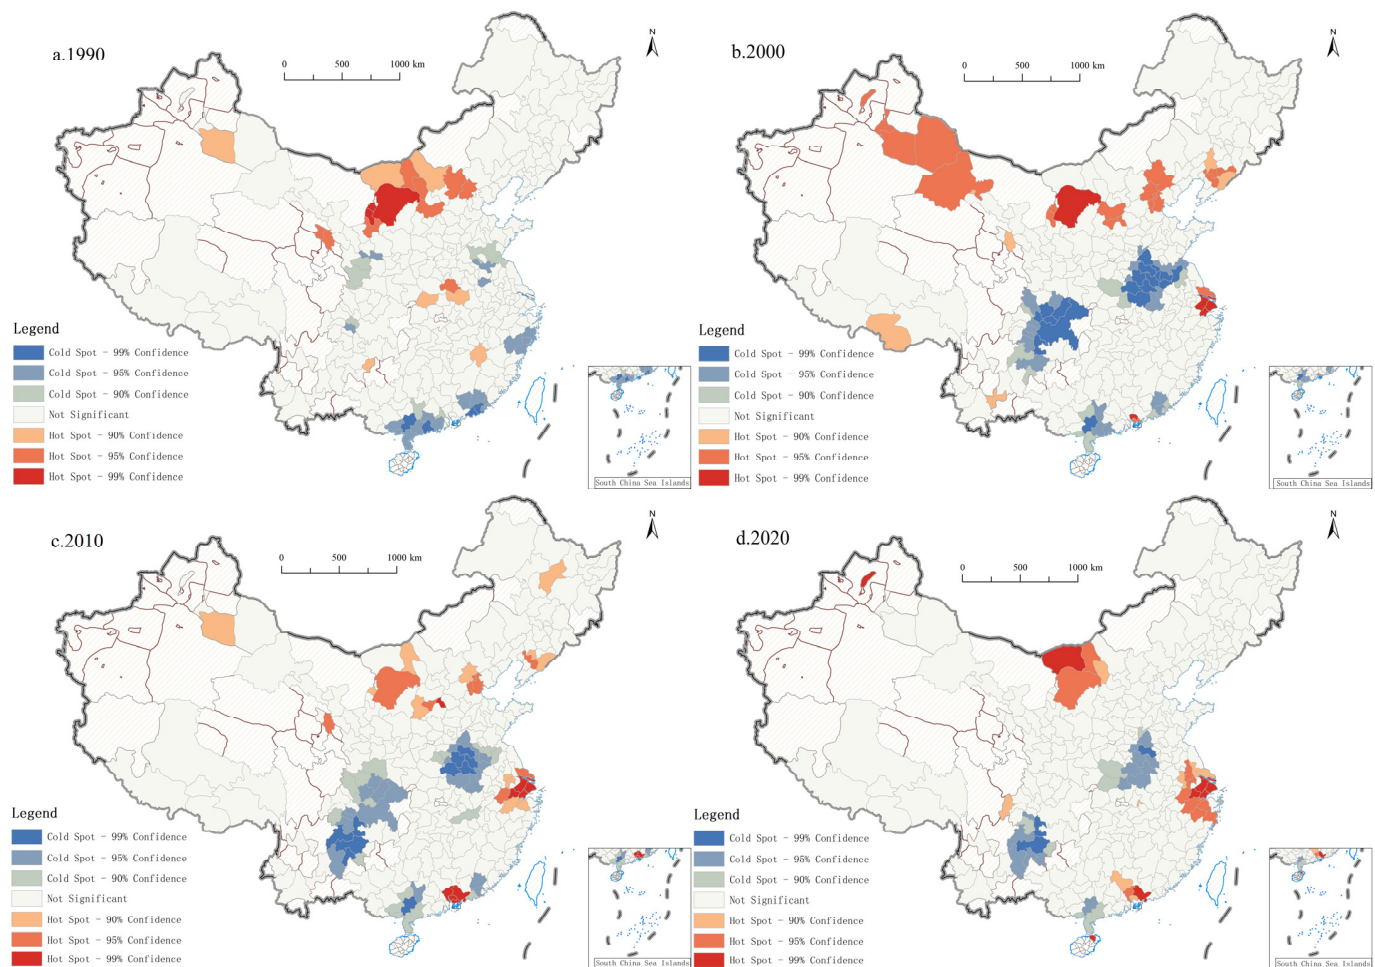 a.1990
N
0 500 1000 km
Legend
Cold Spot - 99% Confidence
Cold Spot - 95% Confidence
Cold Spot - 90% Confidence
Not Significant
Hot Spot - 90% Confidence
Hot Spot - 95% Confidence
Hot Spot - 99% Confidence
South China Sea Islands
b.2000
N
0 500 1000 km
Legend
Cold Spot - 99% Confidence
Cold Spot - 95% Confidence
Cold Spot - 90% Confidence
Not Significant
Hot Spot - 90% Confidence
Hot Spot - 95% Confidence
Hot Spot - 99% Confidence
South China Sea Islands
c.2010
N
0 500 1000 km
Legend
Cold Spot - 99% Confidence
Cold Spot - 95% Confidence
Cold Spot - 90% Confidence
Not Significant
Hot Spot - 90% Confidence
Hot Spot - 95% Confidence
Hot Spot - 99% Confidence
South China Sea Islands
d.2020
N
0 500 1000 km
Legend
Cold Spot - 99% Confidence
Cold Spot - 95% Confidence
Cold Spot - 90% Confidence
Not Significant
Hot Spot - 90% Confidence
Hot Spot - 95% Confidence
Hot Spot - 99% Confidence
South China Sea Islands